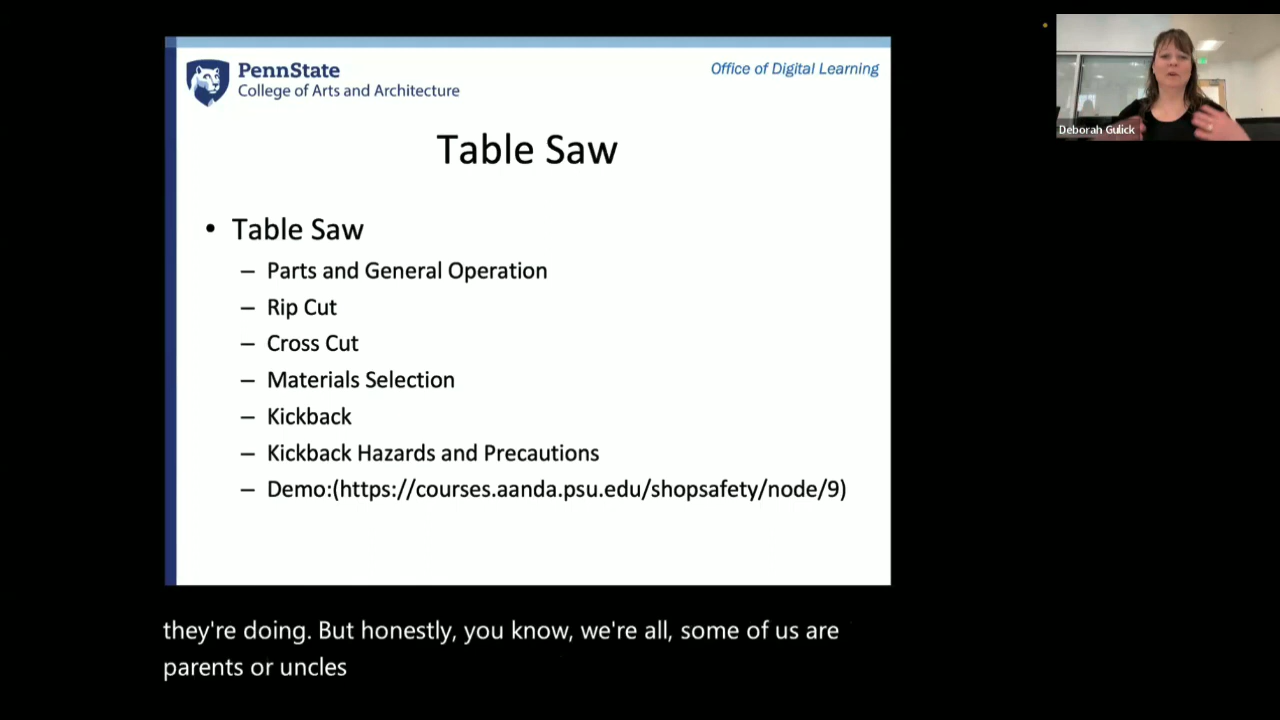 PennState
College of Arts and Architecture
Office of Digital Learning
Deborah Gulick
Table Saw
• Table Saw
– Parts and General Operation
– Rip Cut
– Cross Cut
– Materials Selection
– Kickback
– Kickback Hazards and Precautions
– Demo:(https://courses.aanda.psu.edu/shopsafety/node/9)
they're doing. But honestly, you know, we're all, some of us are
parents or uncles